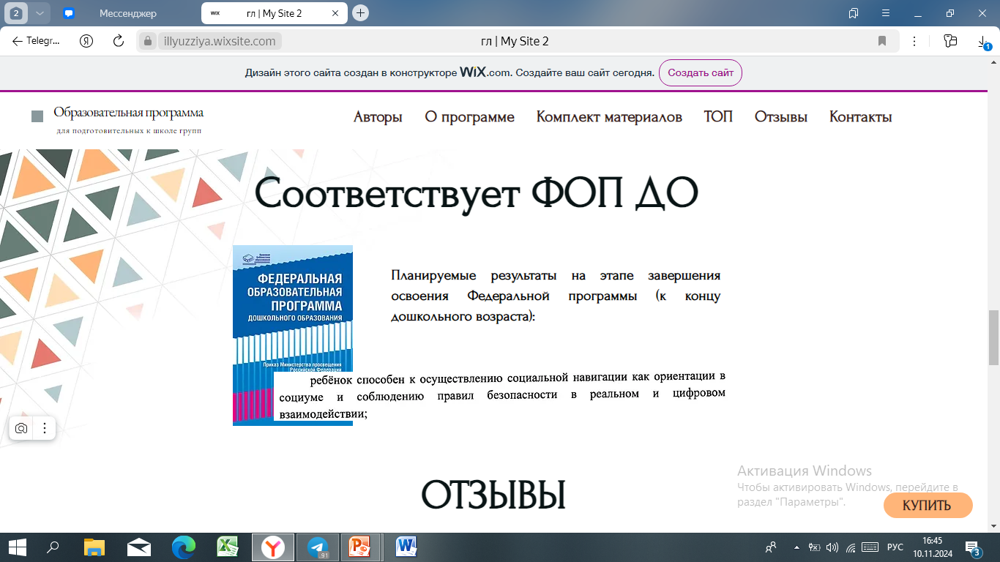 2
Мессенджер
WiX
гл | My Site 2
Telegr...
Я
illyuzziya.wixsite.com
гл | My Site 2
1
Дизайн этого сайта создан в конструкторе WiX.com. Создайте ваш сайт сегодня.
Создать сайт
Образовательная программа
для подготовительных к школе групп
Авторы
О программе
Комплект материалов
ТОП
Отзывы
Контакты
Соответствует ФОП ДО
ФЕДЕРАЛЬНАЯ
ОБРАЗОВАТЕЛЬНАЯ
ПРОГРАММА
ДОШКОЛЬНОГО ОБРАЗОВАНИЯ
Приказ Министерства просвещения
Российской Федерации
Планируемые результаты на этапе завершения
освоения Федеральной программы (к концу
дошкольного возраста):
ребёнок способен к осуществлению социальной навигации как ориентации в
социуме и соблюдению правил безопасности в реальном и цифровом
взаимодействии;
ОТЗЫВЫ
Активация Windows
Чтобы активировать Windows, перейдите в
раздел "Параметры".
КУПИТЬ
91
РУС
16:45
10.11.2024
3